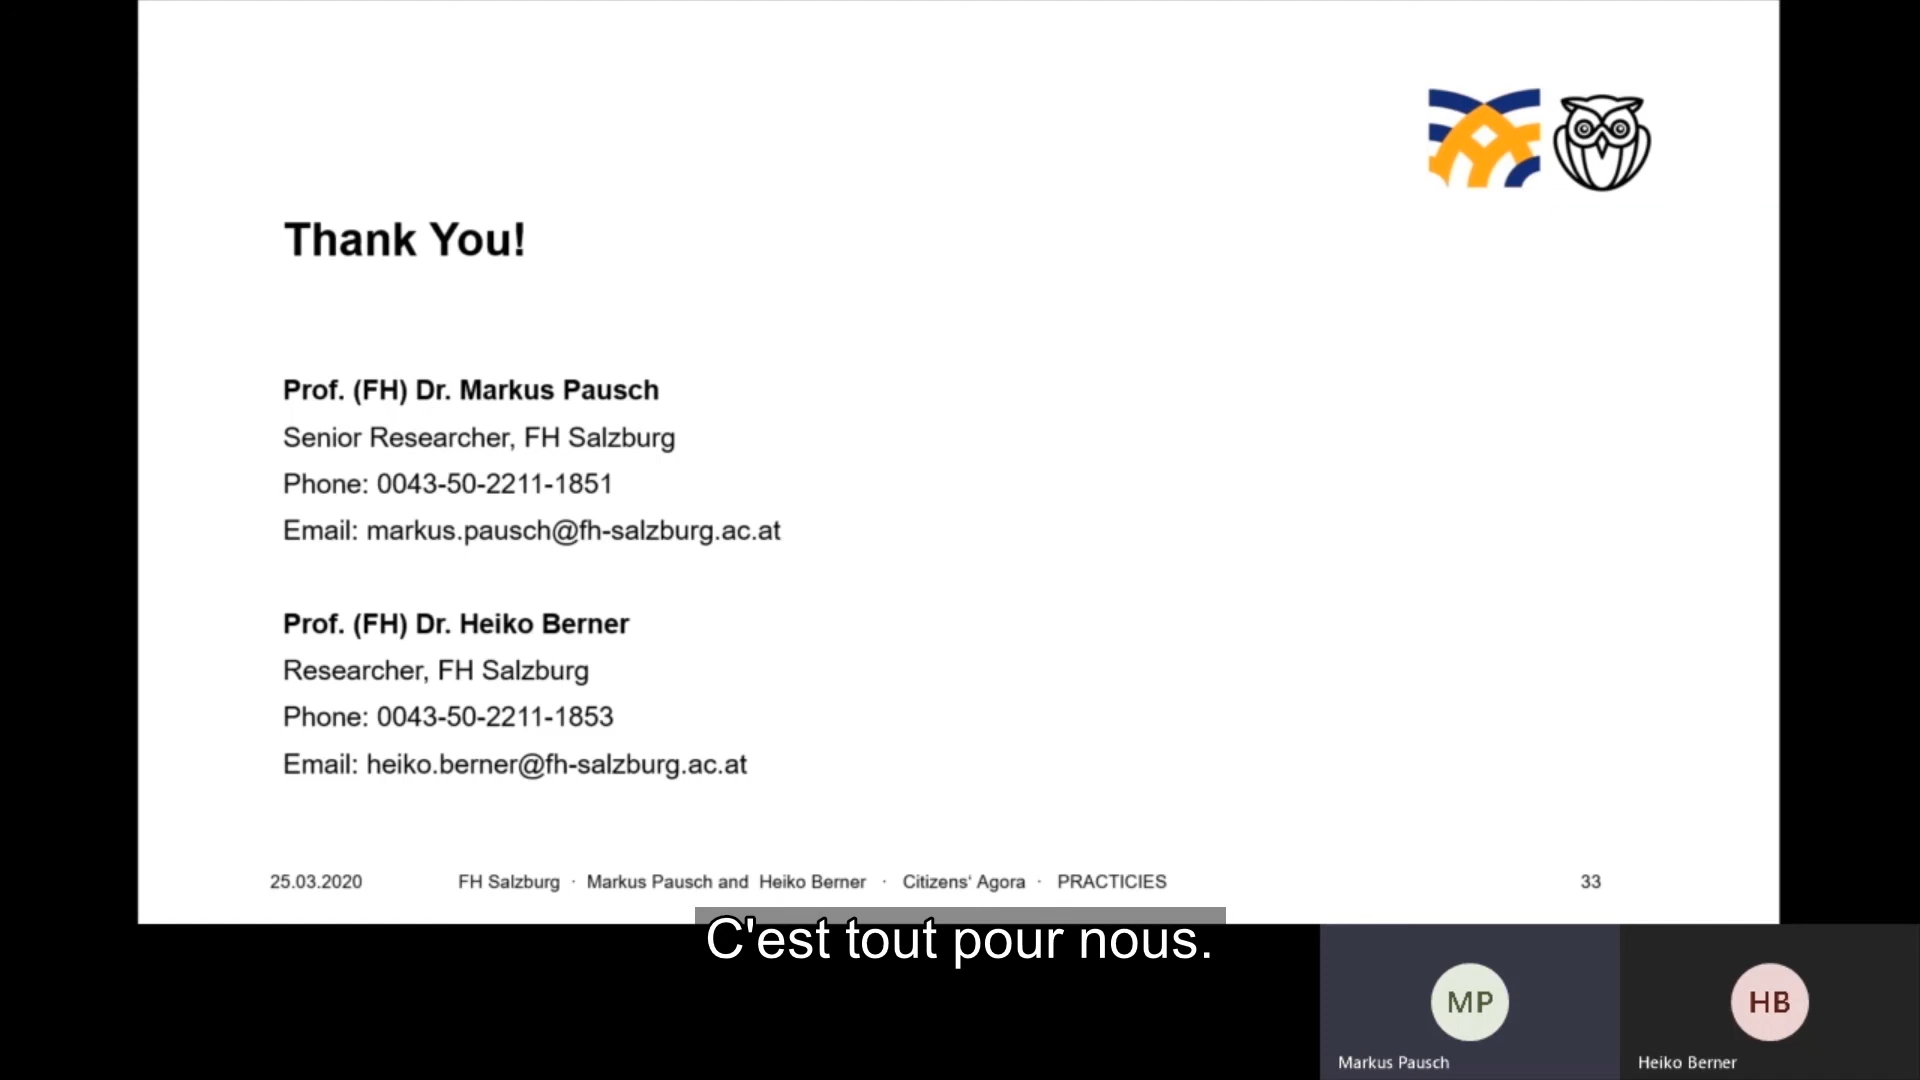 Thank You!
Prof. (FH) Dr. Markus Pausch
Senior Researcher, FH Salzburg
Phone: 0043-50-2211-1851
Email: markus.pausch@fh-salzburg.ac.at
Prof. (FH) Dr. Heiko Berner
Researcher, FH Salzburg
Phone: 0043-50-2211-1853
Email: heiko.berner@fh-salzburg.ac.at
25.03.2020 FH Salzburg · Markus Pausch and Heiko Berner · Citizens‘ Agora · PRACTICIES 33
C'est tout pour nous.
MP HB
Markus Pausch Heiko Berner